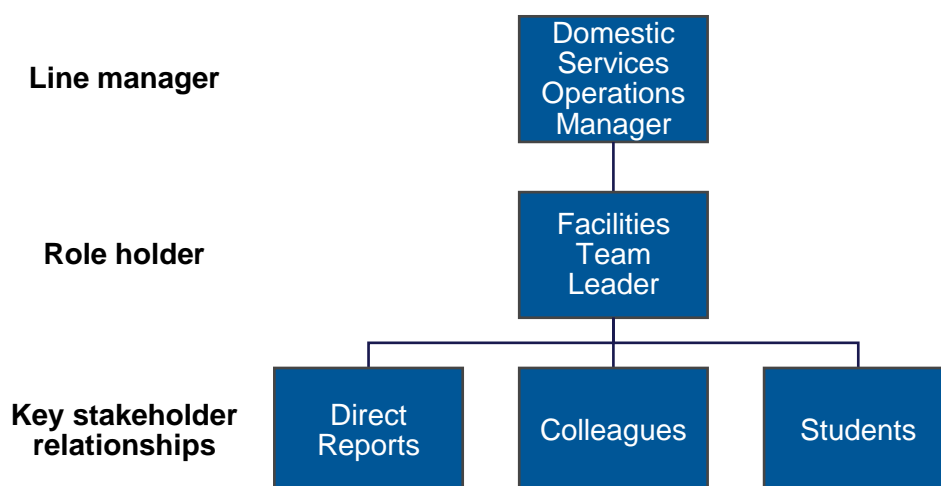 Line manager
Domestic
Services
Operations
Manager
Role holder
Facilities
Team
Leader
Key stakeholder
relationships
Direct
Reports
Colleagues
Students